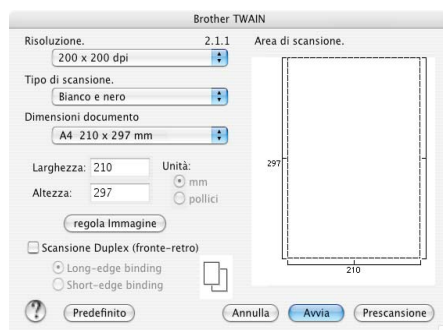 Brother TWAIN
Risoluzione. 2.1.1
200 x 200 dpi
Tipo di scansione.
Bianco e nero
Dimensioni documento
A4 210 x 297 mm
Larghezza: 210
Altezza: 297
Unità:
mm
pollici
regola Immagine
Scansione Duplex (fronte-retro)
Long-edge binding
Short-edge binding
Area di scansione.
297
210
?
Predefinito
Annulla
Avvia
Prescansione